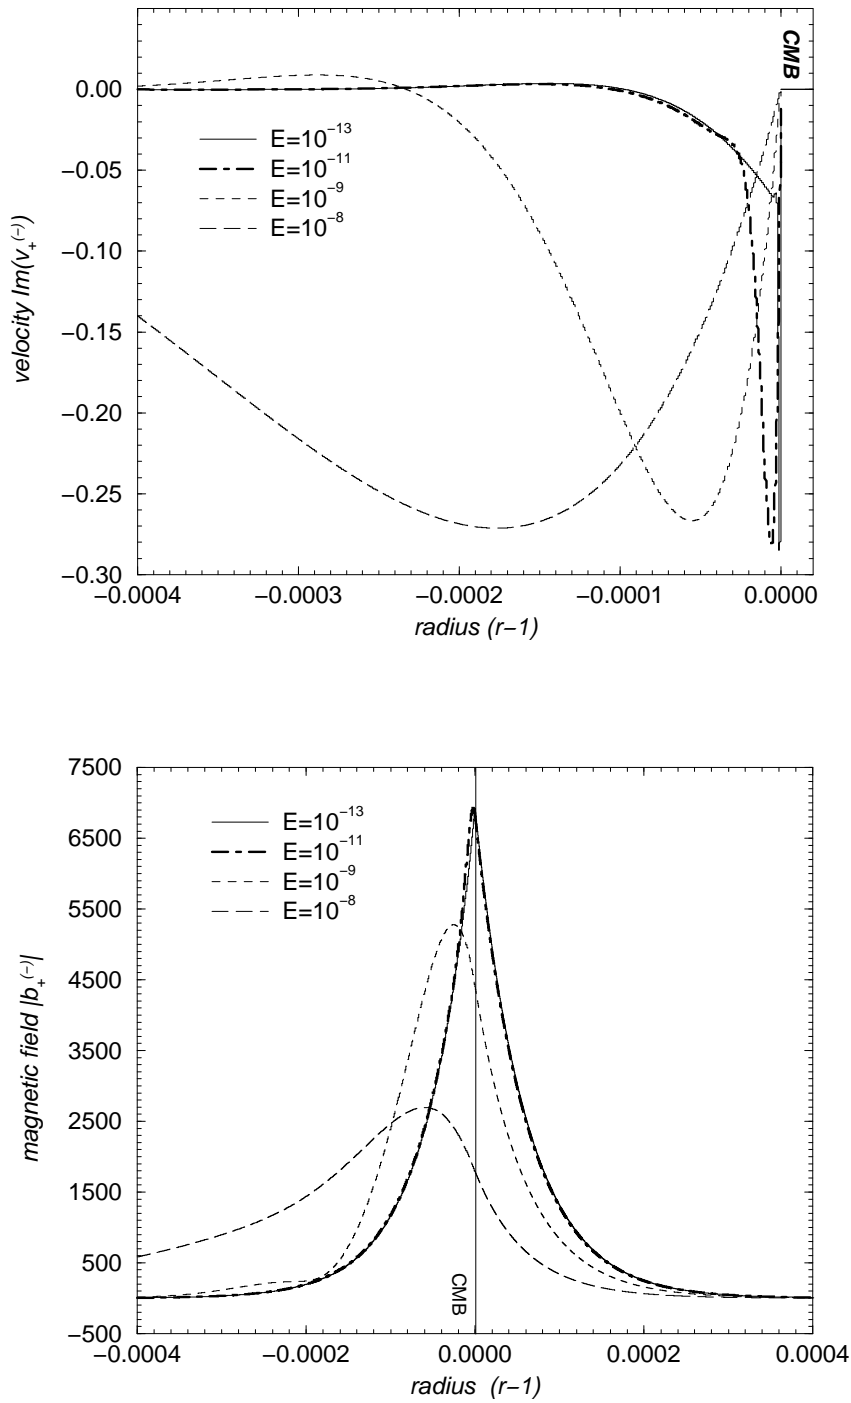 CMB
0.00
−0.05
−0.10
−0.15
−0.20
−0.25
−0.30
E=10⁻¹³
E=10⁻¹¹
E=10⁻⁹
E=10⁻⁸
velocity Im(v₊⁽⁻⁾)
−0.0004 −0.0003 −0.0002 −0.0001 0.0000
radius (r−1)
7500
6500
5500
4500
3500
2500
1500
500
−500
E=10⁻¹³
E=10⁻¹¹
E=10⁻⁹
E=10⁻⁸
magnetic field |b₊⁽⁻⁾|
CMB
−0.0004 −0.0002 0.0000 0.0002 0.0004
radius (r−1)